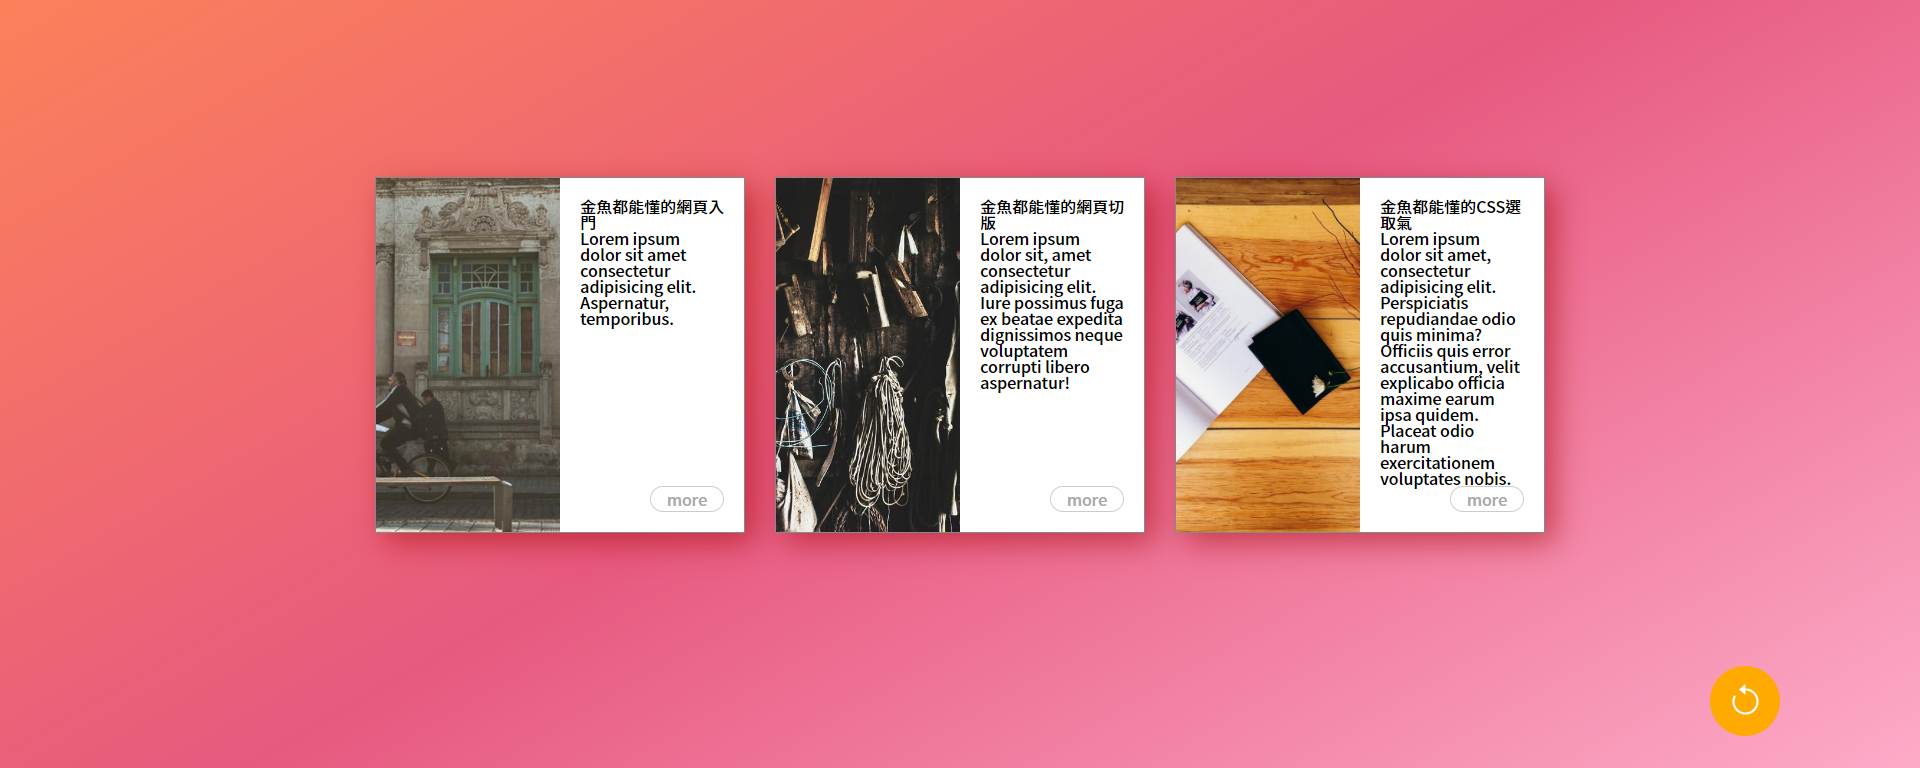 金魚都能懂的網頁入
門
Lorem ipsum
dolor sit amet
consectetur
adipisicing elit.
Aspernatur,
temporibus.
more
金魚都能懂的網頁切
版
Lorem ipsum
dolor sit, amet
consectetur
adipisicing elit.
Iure possimus fuga
ex beatae expedita
dignissimos neque
voluptatem
corrupti libero
aspernatur!
more
金魚都能懂的CSS選
取氣
Lorem ipsum
dolor sit amet,
consectetur
adipisicing elit.
Perspiciatis
repudiandae odio
quis minima?
Officiis quis error
accusantium, velit
explicabo officia
maxime earum
ipsa quidem.
Placeat odio
harum
exercitationem
voluptates nobis.
more